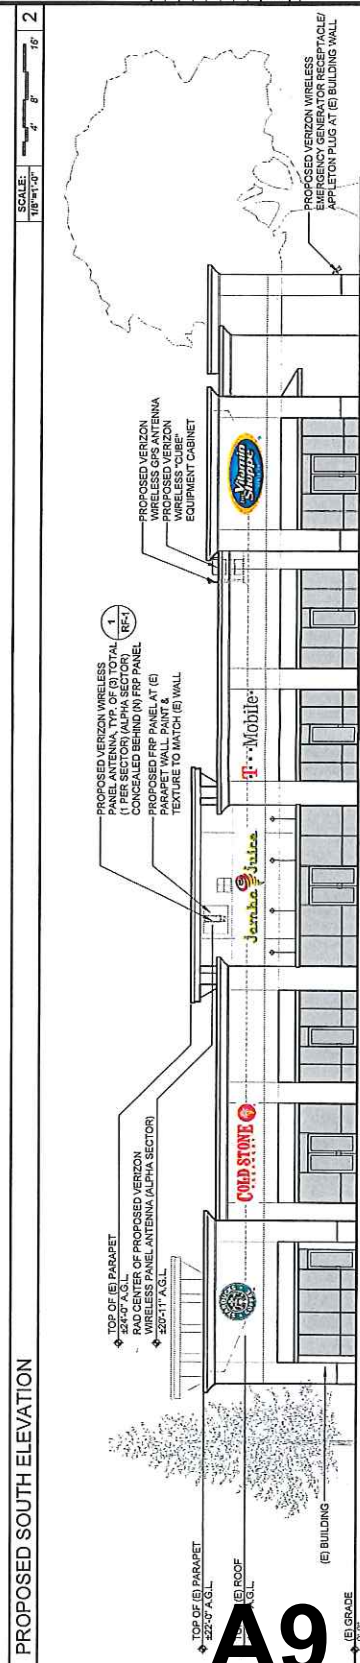 PROPOSED SOUTH ELEVATION
SCALE:
1/8"=1'-0"
4'
8'
16'
2
TOP OF (E) PARAPET
±24'-0" A.G.L.
RAD CENTER OF PROPOSED VERIZON
WIRELESS PANEL ANTENNA (ALPHA SECTOR)
±20'-11" A.G.L.
PROPOSED VERIZON WIRELESS
PANEL ANTENNA, TYP. OF (3) TOTAL
(1 PER SECTOR) (ALPHA SECTOR)
CONCEALED BEHIND (N) FRP PANEL
1
RF-1
PROPOSED FRP PANEL AT (E)
PARAPET WALL PAINT &
TEXTURE TO MATCH (E) WALL
PROPOSED VERIZON
WIRELESS GPS ANTENNA
PROPOSED VERIZON
WIRELESS "CUBE"
EQUIPMENT CABINET
PROPOSED VERIZON WIRELESS
EMERGENCY GENERATOR RECEPTACLE/
APPLETON PLUG AT (E) BUILDING WALL
TOP OF (E) PARAPET
±22'-0" A.G.L.
(E) ROOF
A.G.L.
(E) BUILDING
(E) GRADE
COLD STONE
CREAMERY
Jamba Juice
T··Mobile·
Vitamin
Shoppe
A9